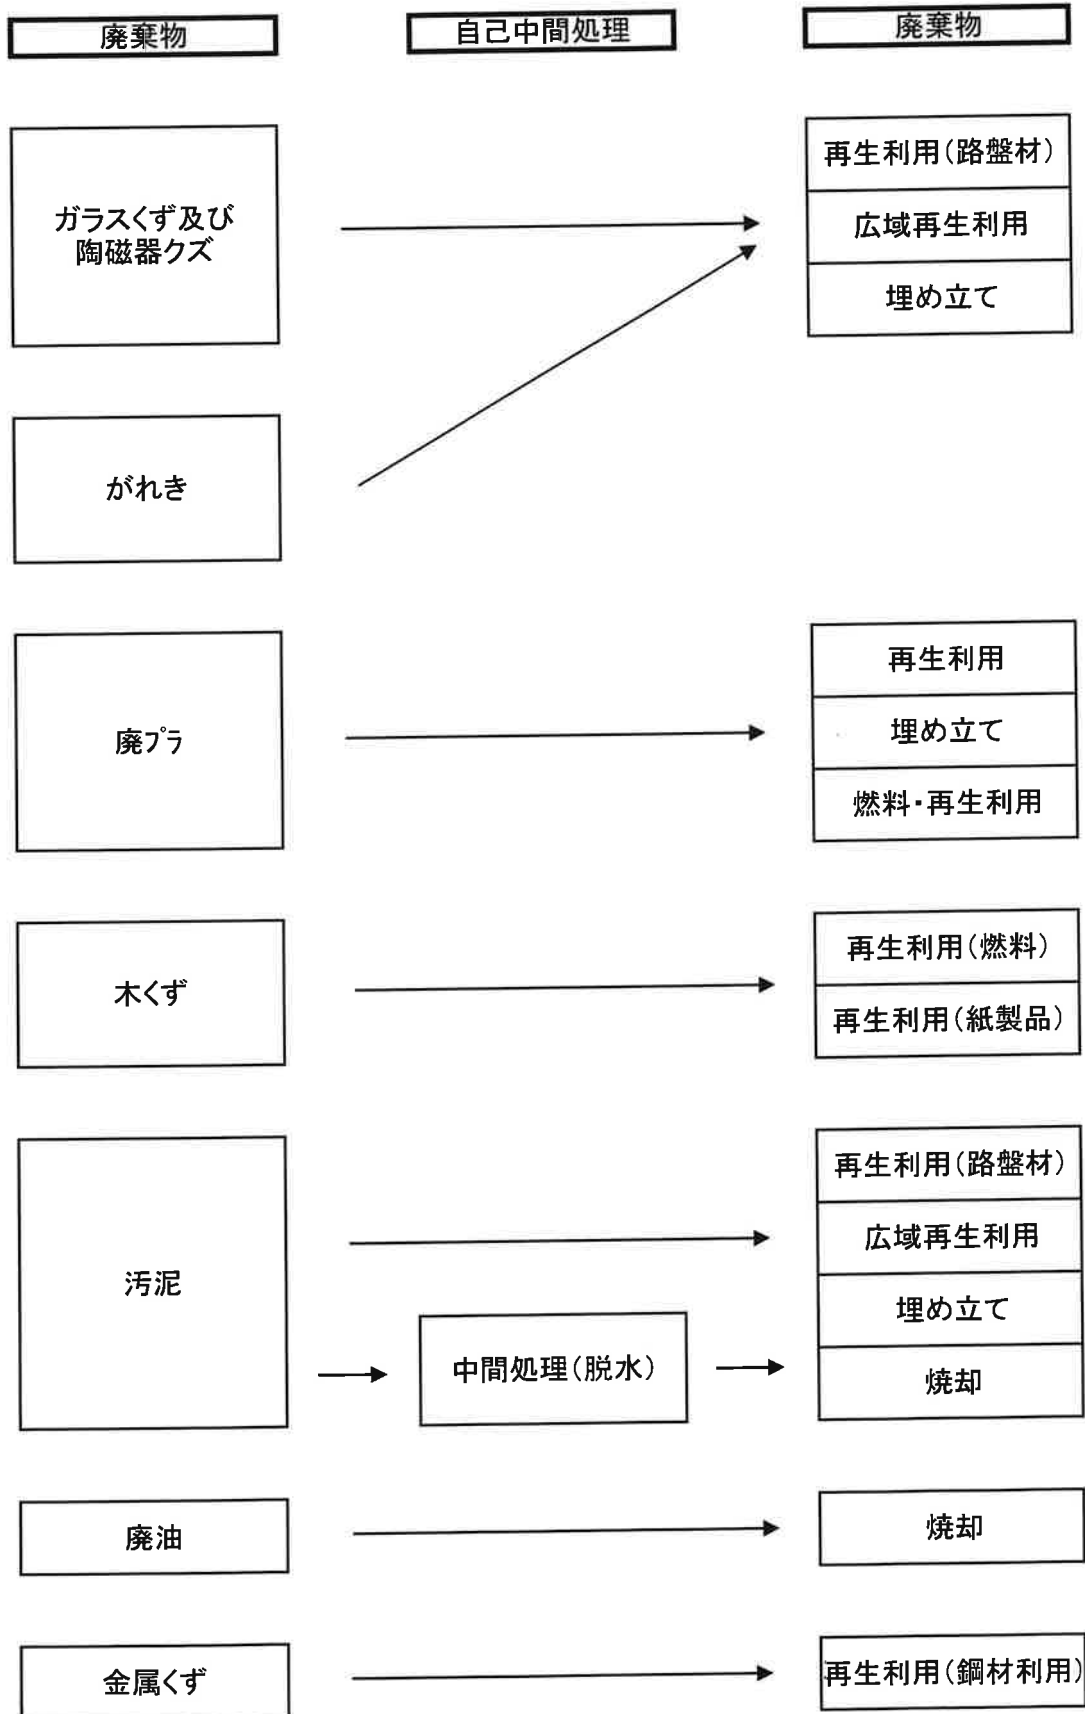 廃棄物
自己中間処理
廃棄物
ガラスくず及び
陶磁器クズ
再生利用(路盤材)
広域再生利用
埋め立て
がれき
廃プラ
再生利用
埋め立て
燃料・再生利用
木くず
再生利用(燃料)
再生利用(紙製品)
汚泥
中間処理(脱水)
再生利用(路盤材)
広域再生利用
埋め立て
焼却
廃油
焼却
金属くず
再生利用(鋼材利用)